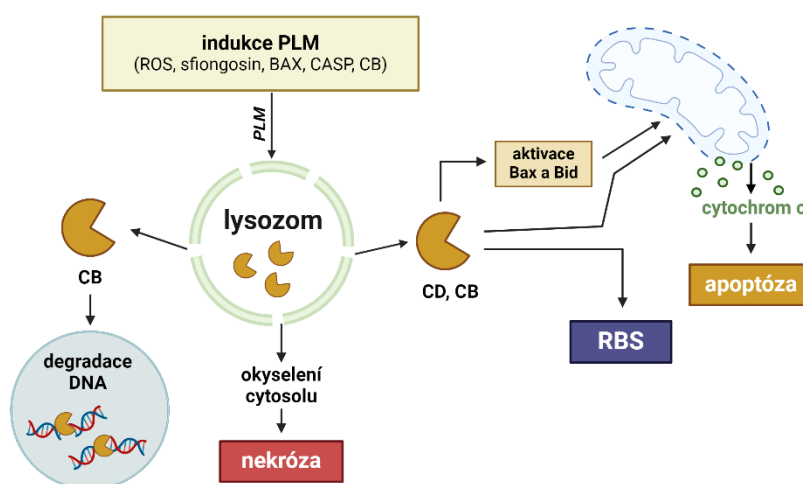 indukce PLM
(ROS, sfiongosin, BAX, CASP, CB)
PLM
aktivace
Bax a Bid
lysozom
cytochrom c
CB
CD, CB
apoptóza
RBS
degradace
DNA
okyselení
cytosolu
nekróza